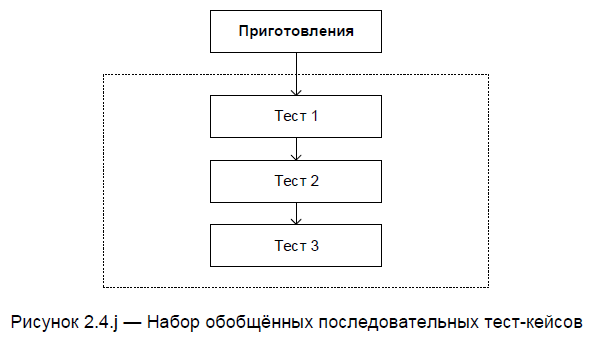 Приготовления
Тест 1
Тест 2
Тест 3
Рисунок 2.4.j — Набор обобщённых последовательных тест-кейсов